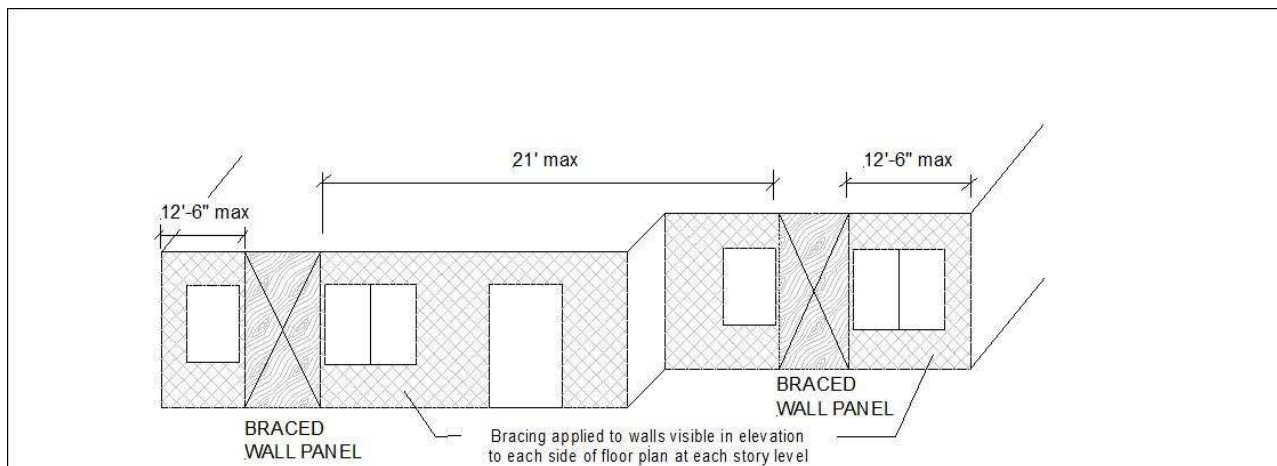 21' max
12'-6" max
12'-6" max
BRACED
WALL PANEL
BRACED
WALL PANEL
Bracing applied to walls visible in elevation
to each side of floor plan at each story level